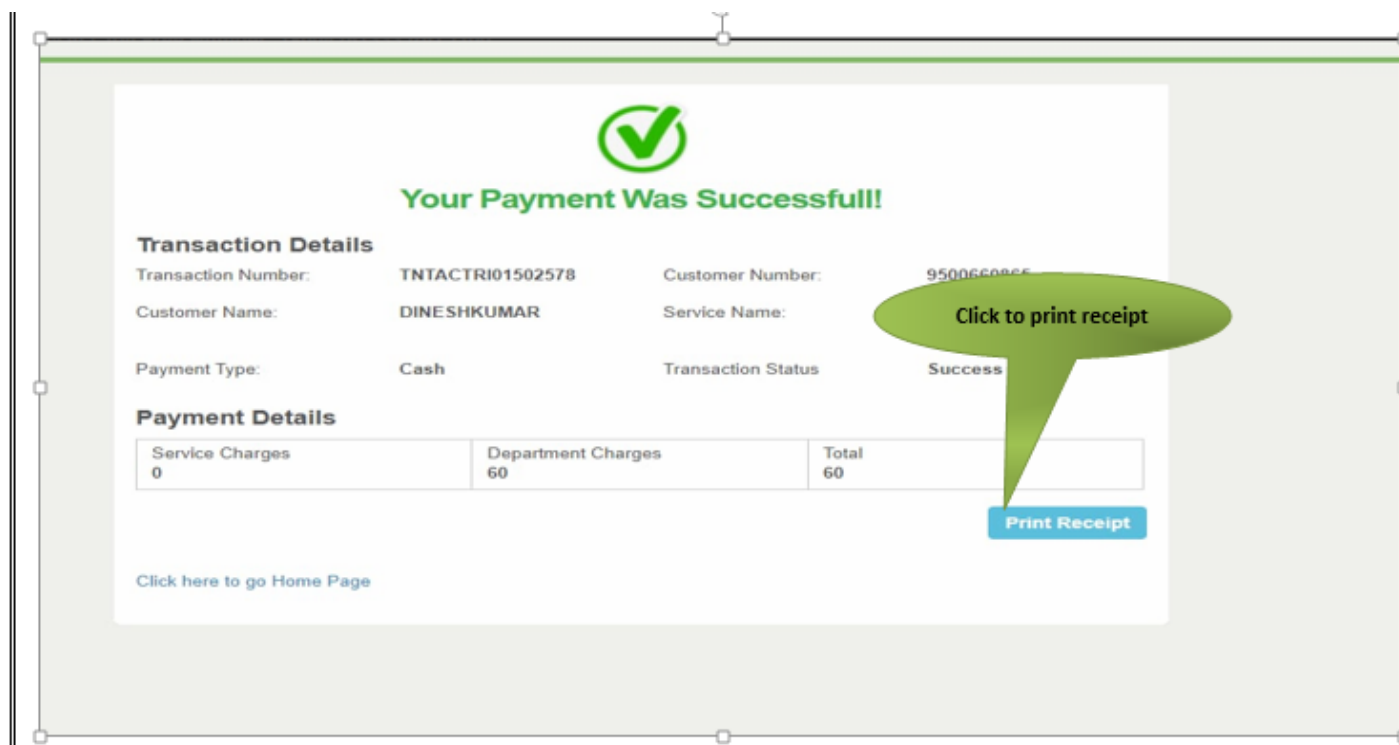 Your Payment Was Successfull!
Transaction Details
Transaction Number: TNTACTRI01502578 Customer Number:
Customer Name: DINESHKUMAR Service Name:
Click to print receipt
Payment Type: Cash Transaction Status Success
Payment Details
Service Charges Department Charges Total
0 60 60
Print Receipt
Click here to go Home Page